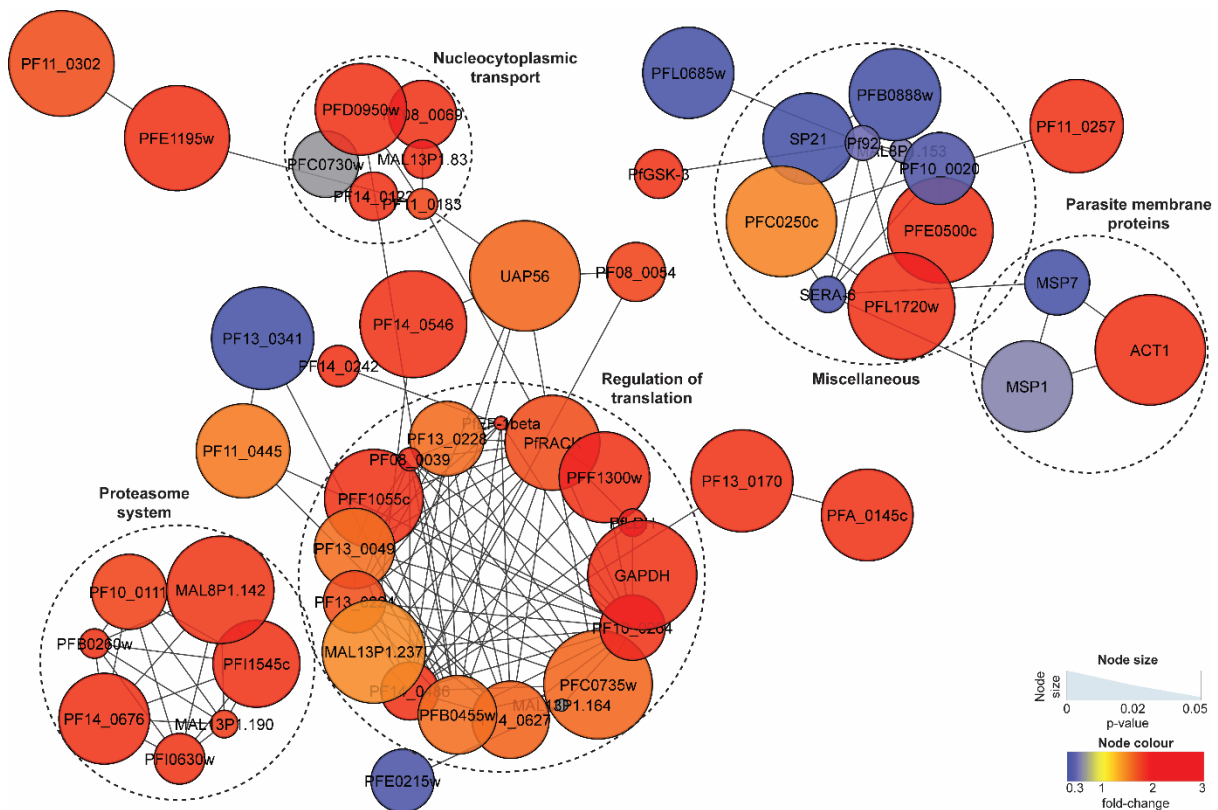 PF11_0302
PFE1195w
Nucleocytoplasmic
transport
PFD0950w
PFC0730w
MAL13P1.83
PF11_0183
UAP56
PF08_0054
PF14_0546
PF13_0341
PF14_0242
PF11_0445
PFL0685w
PFB0888w
SP21
Pf92
PF10_0020
PF11_0257
PfGSK-3
PFC0250c
PFE0500c
SERA-6
PFL1720w
Miscellaneous
Parasite membrane
proteins
MSP7
MSP1
ACT1
Regulation of
translation
PF13_0228
PF08_0039
PFF1055c
PFF1300w
PF13_0049
GAPDH
MAL13P1.237
PFC0735w
PFB0455w
PFE0215w
PF13_0170
PFA_0145c
Proteasome
system
PF10_0111
MAL8P1.142
PFB0260w
PFI1545c
PF14_0676
MAL13P1.190
PFI0630w
Node size
Node
size
0
0.02
0.05
p-value
Node colour
0.3
1
2
3
fold-change